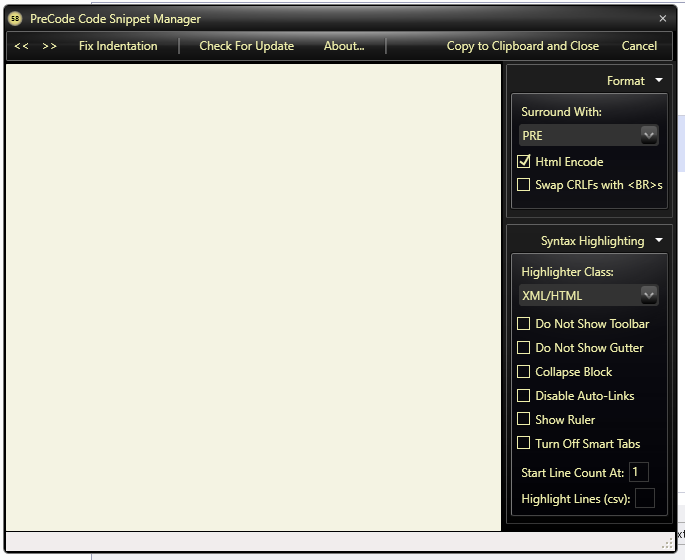 58 PreCode Code Snippet Manager ×
<< >> Fix Indentation Check For Update About... Copy to Clipboard and Close Cancel
Format
Surround With:
PRE
Html Encode
Swap CRLFs with <BR>s
Syntax Highlighting
Highlighter Class:
XML/HTML
Do Not Show Toolbar
Do Not Show Gutter
Collapse Block
Disable Auto-Links
Show Ruler
Turn Off Smart Tabs
Start Line Count At: 1
Highlight Lines (csv):